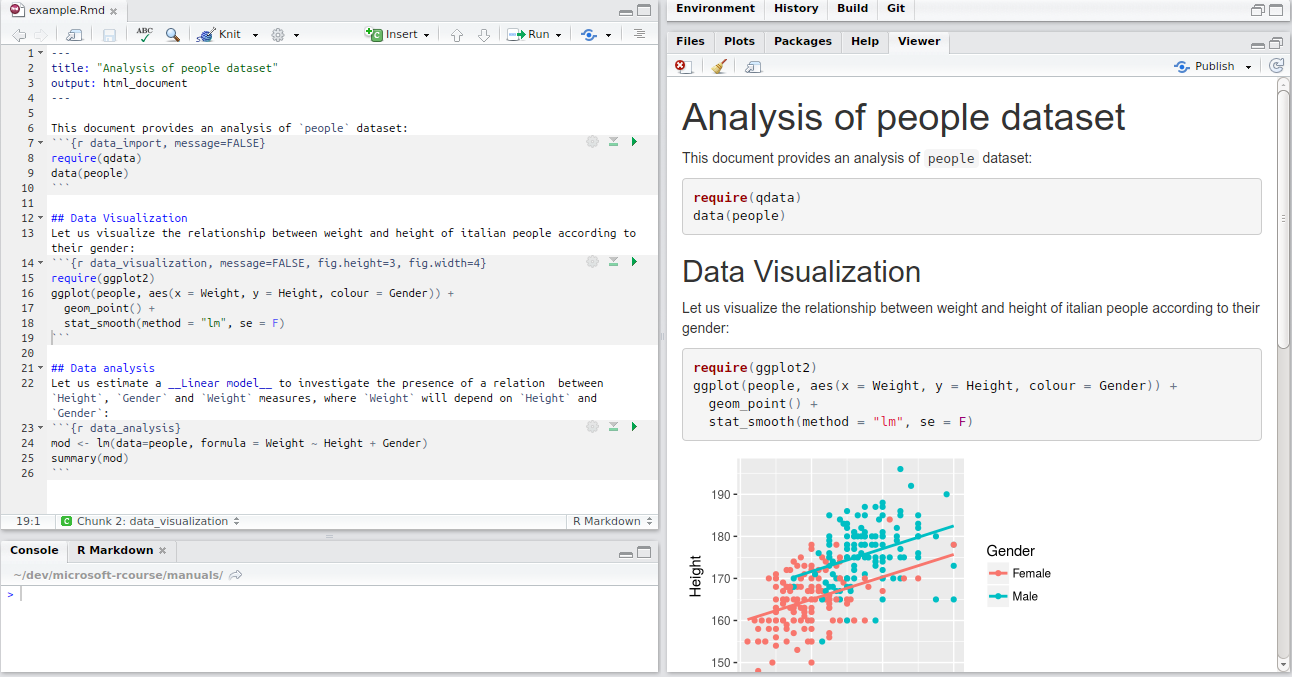 example.Rmd
ABC
Knit
Insert
Run
1 ---
2 title: "Analysis of people dataset"
3 output: html_document
4 ---
5
6 This document provides an analysis of `people` dataset:
7 ```{r data_import, message=FALSE}
8 require(qdata)
9 data(people)
10 ```
11
12 ## Data Visualization
13 Let us visualize the relationship between weight and height of italian people according to
their gender:
14 ```{r data_visualization, message=FALSE, fig.height=3, fig.width=4}
15 require(ggplot2)
16 ggplot(people, aes(x = Weight, y = Height, colour = Gender)) +
17   geom_point() +
18   stat_smooth(method = "lm", se = F)
19 ```
20
21 ## Data analysis
22 Let us estimate a __Linear model__ to investigate the presence of a relation  between
`Height`, `Gender` and `Weight` measures, where `Weight` will depend on `Height` and
`Gender`:
23 ```{r data_analysis}
24 mod <- lm(data=people, formula = Weight ~ Height + Gender)
25 summary(mod)
26 ```
19:1 C Chunk 2: data_visualization R Markdown
Console R Markdown
~/dev/microsoft-rcourse/manuals/
>
Environment History Build Git
Files Plots Packages Help Viewer
Publish
Analysis of people dataset
This document provides an analysis of people dataset:
require(qdata)
data(people)
Data Visualization
Let us visualize the relationship between weight and height of italian people according to their
gender:
require(ggplot2)
ggplot(people, aes(x = Weight, y = Height, colour = Gender)) +
  geom_point() +
  stat_smooth(method = "lm", se = F)
190
180
170
160
150
Height
Gender
Female
Male